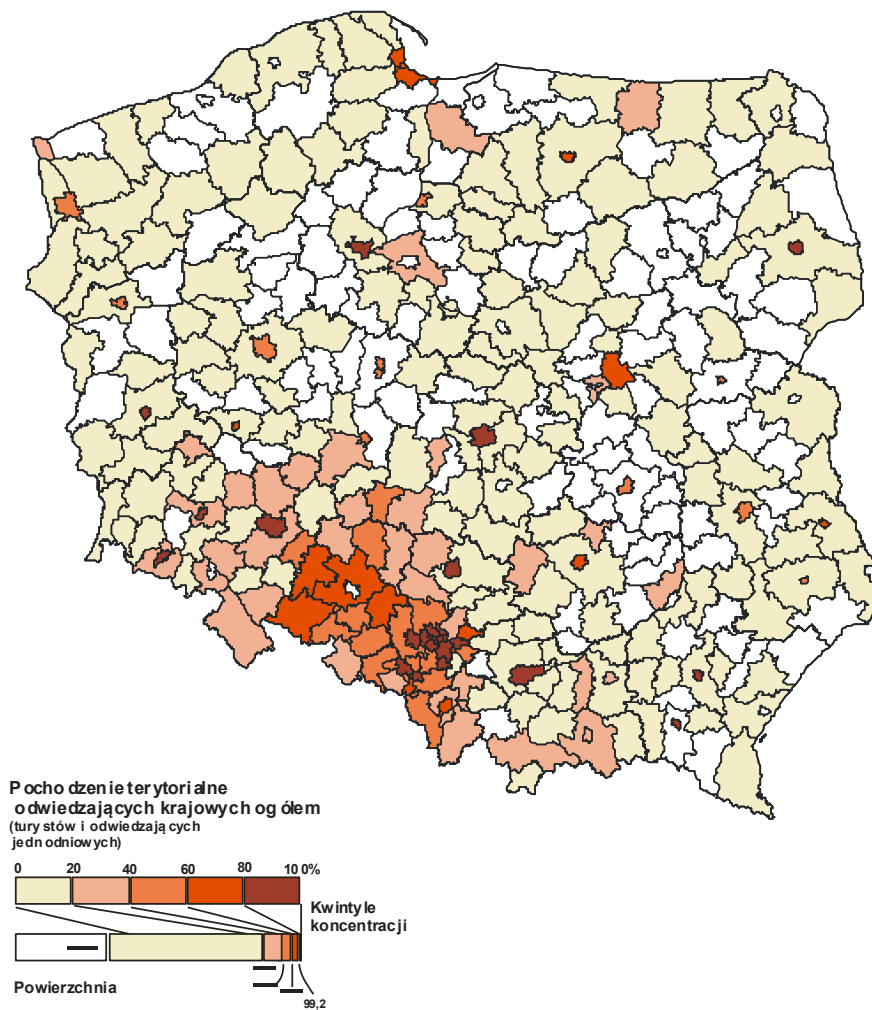 Pochodzenie terytorialne
odwiedzających krajowych ogółem
(turystów i odwiedzających
jednodniowych)
0 20 40 60 80 100%
Kwintyle
koncentracji
Powierzchnia
99,2